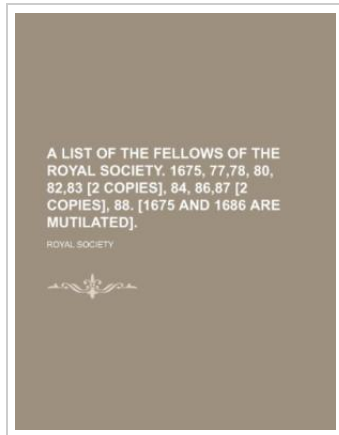 A LIST OF THE FELLOWS OF THE
ROYAL SOCIETY. 1675, 77,78, 80,
82,83 [2 COPIES], 84, 86,87 [2
COPIES], 88. [1675 AND 1686 ARE
MUTILATED].
ROYAL SOCIETY